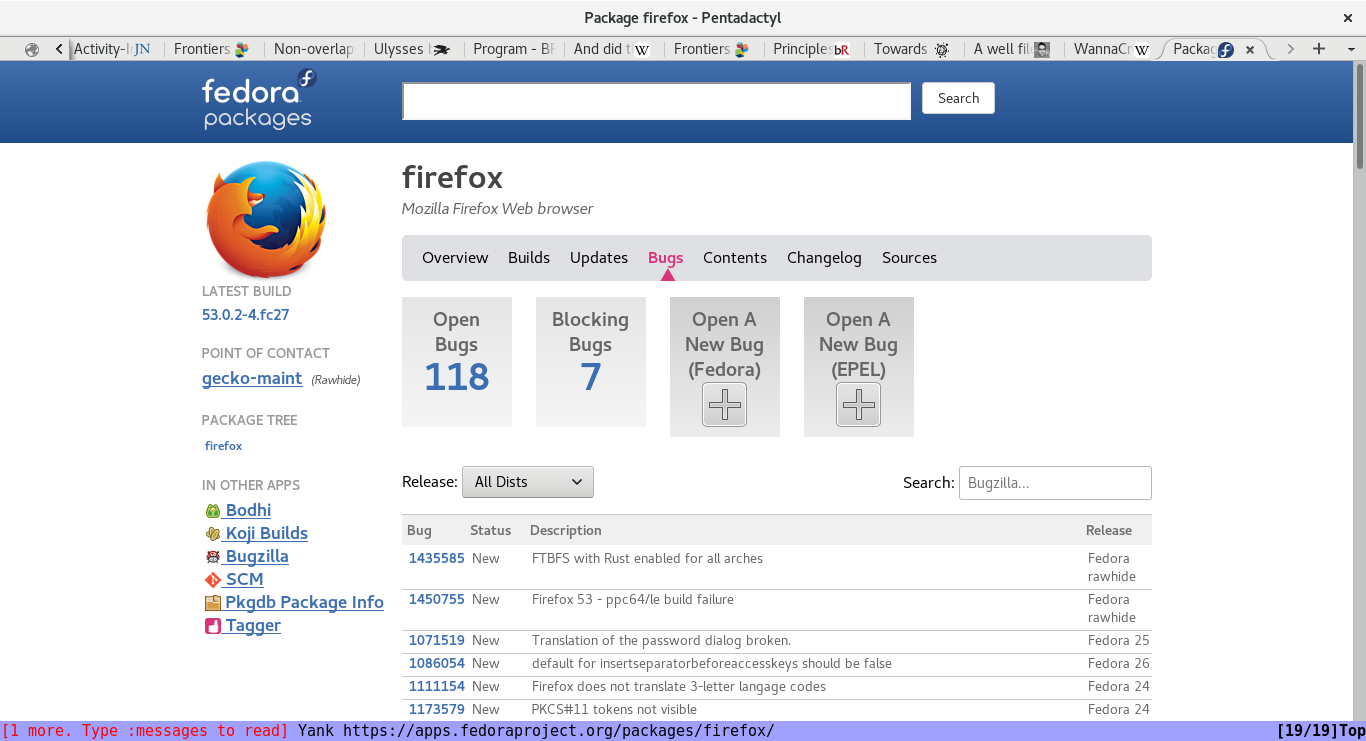 Package firefox - Pentadactyl
Activity-I JN Frontiers Non-overlap Ulysses Program - BF And did t W Frontiers Principles bR Towards A well file WannaCr W Packag
fedora
packages
Search
firefox
Mozilla Firefox Web browser
Overview Builds Updates Bugs Contents Changelog Sources
LATEST BUILD
53.0.2-4.fc27
POINT OF CONTACT
gecko-maint (Rawhide)
PACKAGE TREE
firefox
IN OTHER APPS
Bodhi
Koji Builds
Bugzilla
SCM
Pkgdb Package Info
Tagger
Open
Bugs
118
Blocking
Bugs
7
Open A
New Bug
(Fedora)
Open A
New Bug
(EPEL)
Release: All Dists Search: Bugzilla...
Bug Status Description Release
1435585 New FTBFS with Rust enabled for all arches Fedora
rawhide
1450755 New Firefox 53 - ppc64/le build failure Fedora
rawhide
1071519 New Translation of the password dialog broken. Fedora 25
1086054 New default for insertseparatorbeforeaccesskeys should be false Fedora 26
1111154 New Firefox does not translate 3-letter langage codes Fedora 24
1173579 New PKCS#11 tokens not visible Fedora 24
[1 more. Type :messages to read] Yank https://apps.fedoraproject.org/packages/firefox/ [19/19]Top